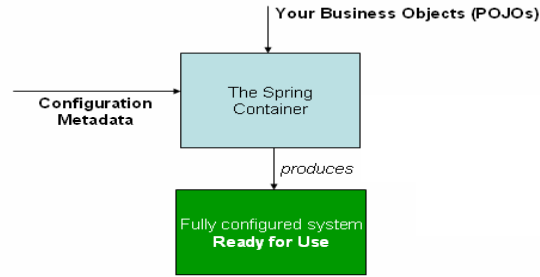 Your Business Objects (POJOs)
The Spring
Container
Configuration
Metadata
produces
Fully configured system
Ready for Use